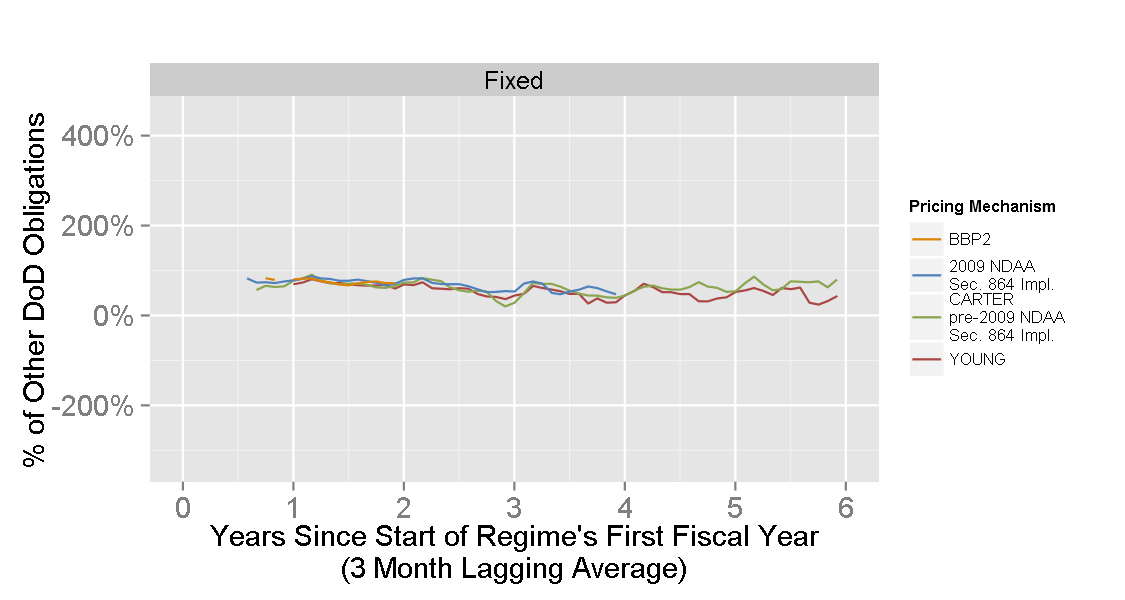 Fixed
400%
200%
0%
-200%
% of Other DoD Obligations
0 1 2 3 4 5 6
Years Since Start of Regime's First Fiscal Year
(3 Month Lagging Average)
Pricing Mechanism
BBP2
2009 NDAA
Sec. 864 Impl.
CARTER
pre-2009 NDAA
Sec. 864 Impl.
YOUNG